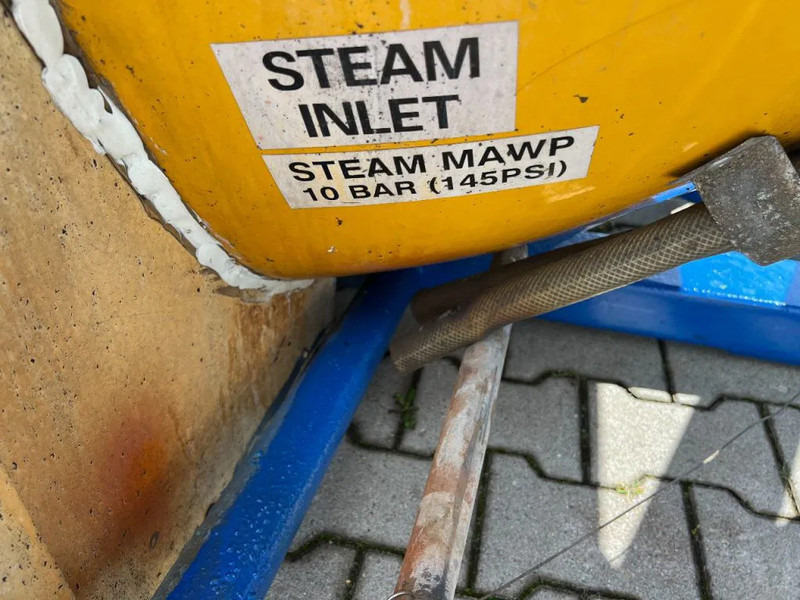 STEAM
INLET
STEAM MAWP
10 BAR (145PSI)